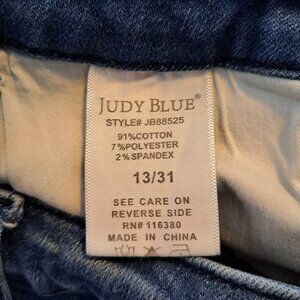 JUDY BLUE®
STYLE# JB88525
91%COTTON
7%POLYESTER
2%SPANDEX
13/31
SEE CARE ON
REVERSE SIDE
RN# 116380
MADE IN CHINA